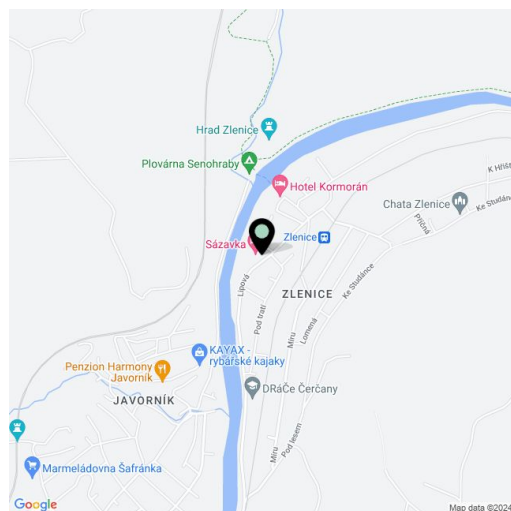 Hrad Zlenice
Plovárna Senohraby
K Hřišt
Hotel Kormorán
Chata Zlenice
Ke Studánce
Příčná
Zlenice
Sázavka
Ke Studánce
Lipová
ZLENICE
Pod tratí
Míru
Lomená
KAYAX -
rybářské kajaky
Penzion Harmony
Javorník
DRáČe Čerčany
JAVORNÍK
Míru
Pod lesem
Marmeládovna Šafránka
Google
Map data ©2024